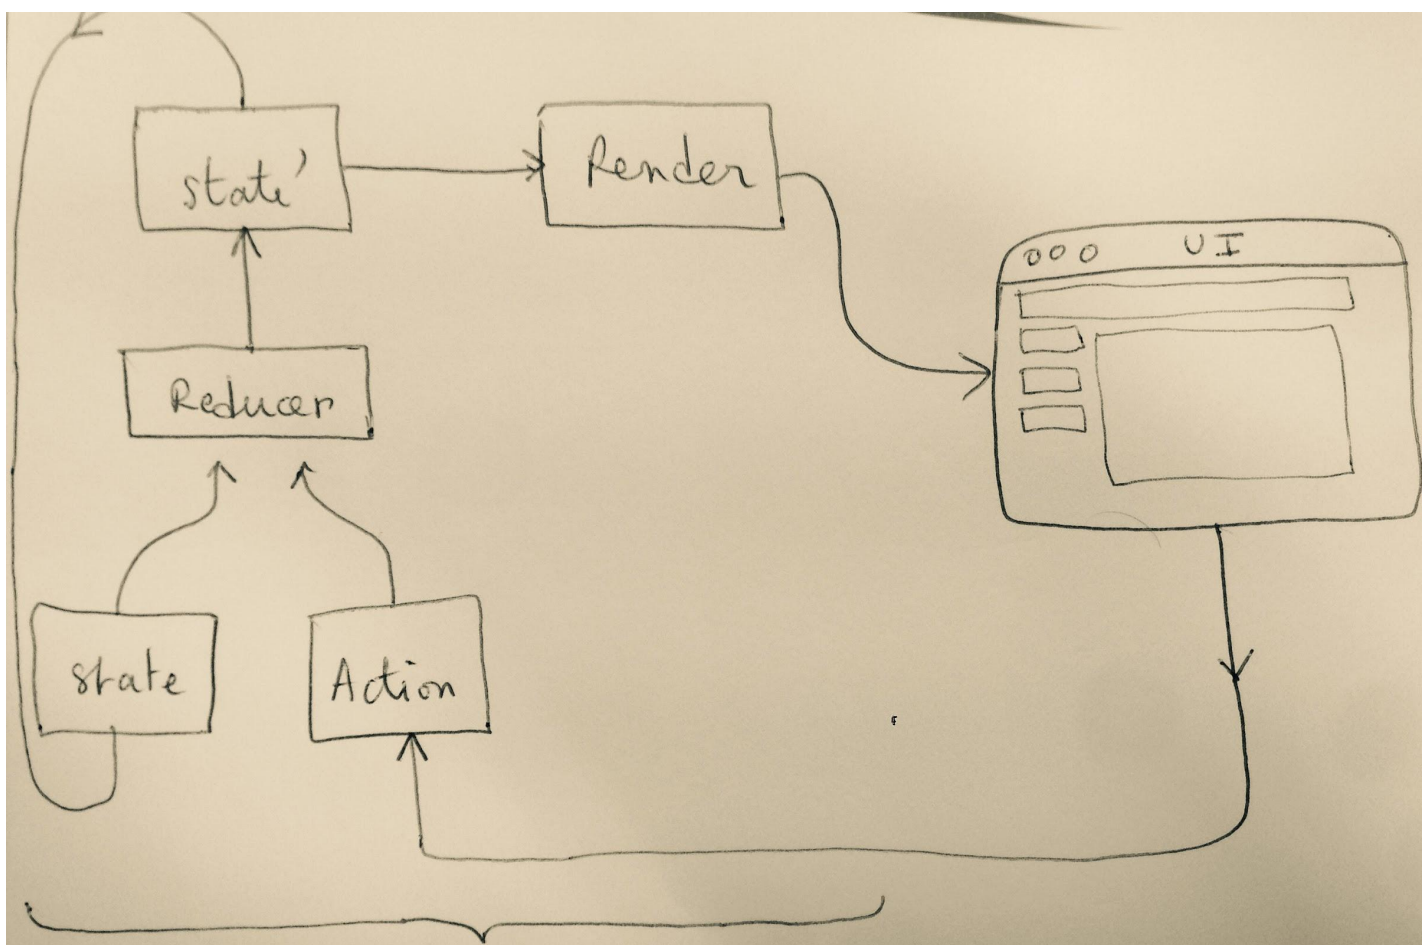 state'
Render
UI
Reducer
state
Action